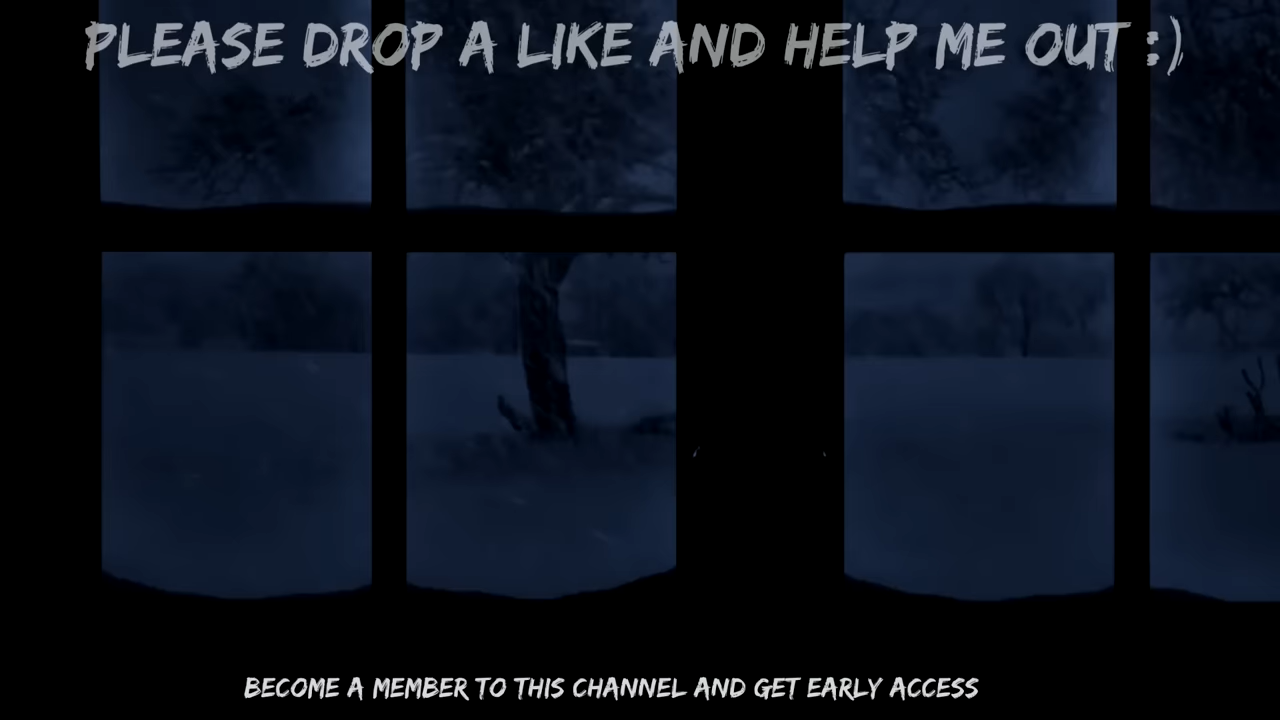 PLEASE DROP A LIKE AND HELP ME OUT :)
BECOME A MEMBER TO THIS CHANNEL AND GET EARLY ACCESS